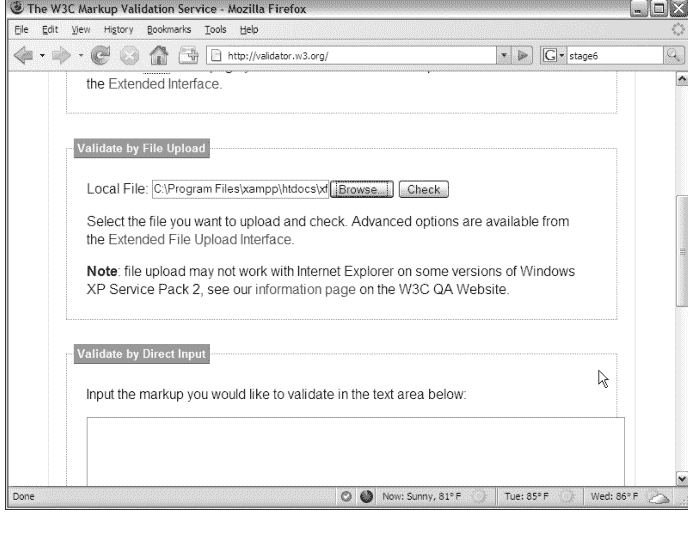 The W3C Markup Validation Service - Mozilla Firefox
File Edit View History Bookmarks Tools Help
http://validator.w3.org/
G stage6
the Extended Interface.
Validate by File Upload
Local File: C:\Program Files\xampp\htdocs\xf Browse... Check
Select the file you want to upload and check. Advanced options are available from
the Extended File Upload Interface.
Note: file upload may not work with Internet Explorer on some versions of Windows
XP Service Pack 2, see our information page on the W3C QA Website.
Validate by Direct Input
Input the markup you would like to validate in the text area below:
Done Now: Sunny, 81° F Tue: 85° F Wed: 86° F